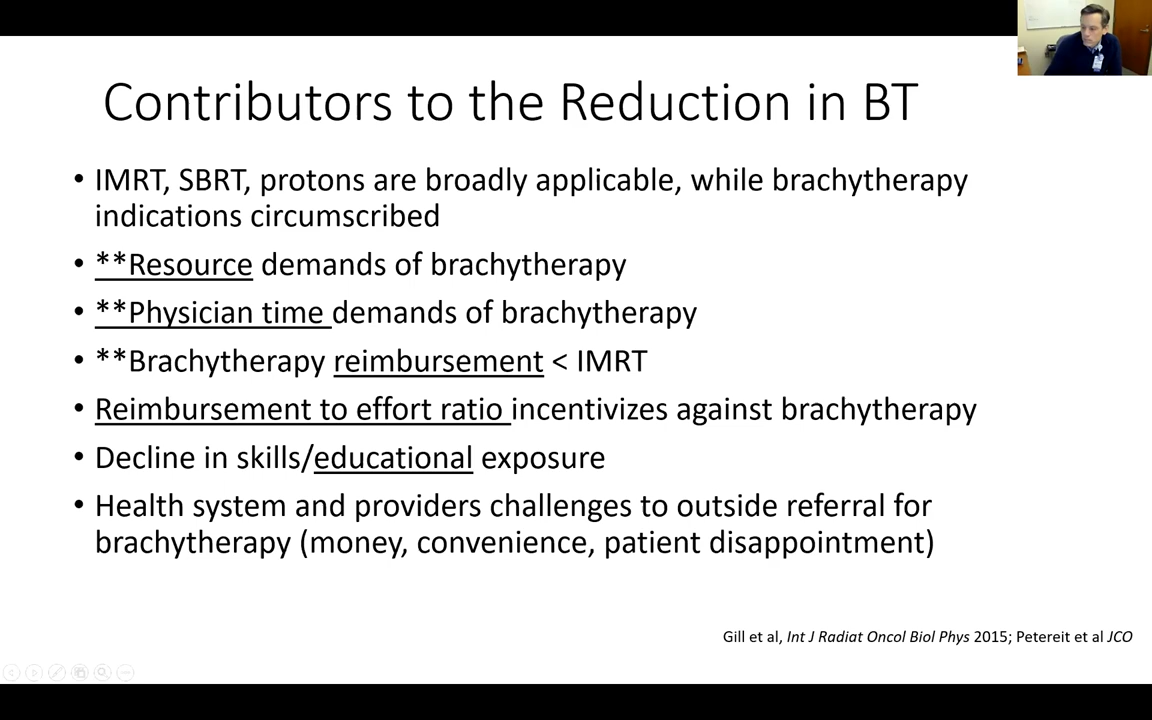 Contributors to the Reduction in BT
• IMRT, SBRT, protons are broadly applicable, while brachytherapy
indications circumscribed
• **Resource demands of brachytherapy
• **Physician time demands of brachytherapy
• **Brachytherapy reimbursement < IMRT
• Reimbursement to effort ratio incentivizes against brachytherapy
• Decline in skills/educational exposure
• Health system and providers challenges to outside referral for
brachytherapy (money, convenience, patient disappointment)
Gill et al, Int J Radiat Oncol Biol Phys 2015; Petereit et al JCO